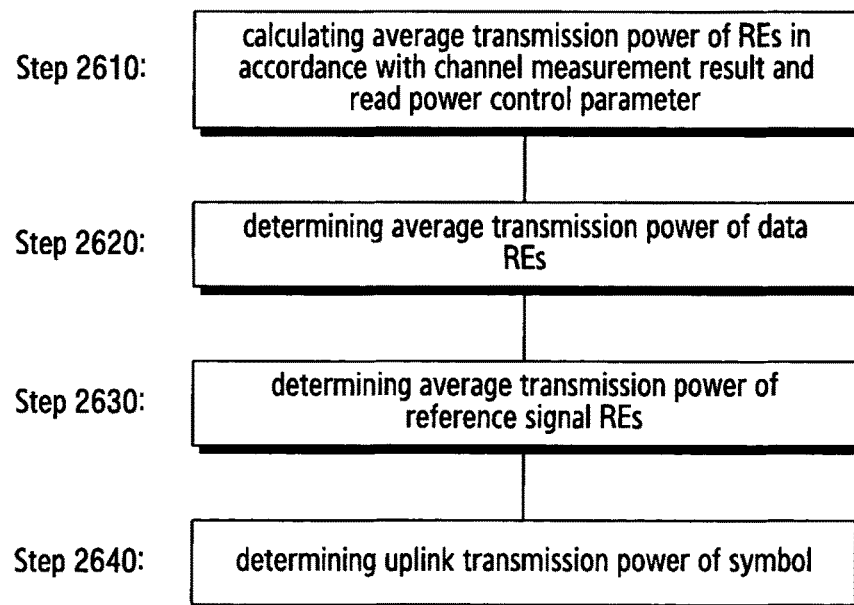 Step 2610:
calculating average transmission power of REs in
accordance with channel measurement result and
read power control parameter
Step 2620:
determining average transmission power of data
REs
Step 2630:
determining average transmission power of
reference signal REs
Step 2640:
determining uplink transmission power of symbol